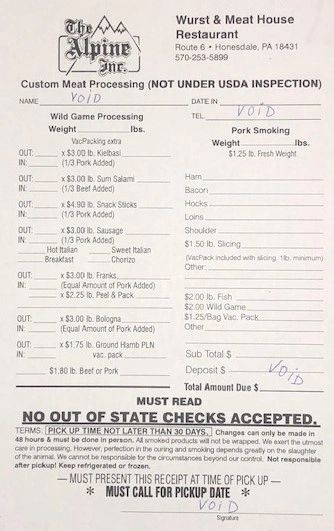 The Alpine Inc.
Wurst & Meat House
Restaurant
Route 6 • Honesdale, PA 18431
570-253-5899
Custom Meat Processing (NOT UNDER USDA INSPECTION)
NAME VOID DATE IN
TEL. VOID
Wild Game Processing
Weight lbs.
VacPacking extra
OUT: x $3.00 lb. Kielbasi
IN: (1/3 Pork Added)
OUT: x $3.00 lb. Sum Salami
IN: (1/3 Beef Added)
OUT: x $4.90 lb. Snack Sticks
IN: (1/3 Pork Added)
OUT: x $3.00 lb. Sausage
IN: (1/3 Pork Added)
Hot Italian Sweet Italian
Breakfast Chorizo
OUT: x $3.00 lb. Franks
IN: (Equal Amount of Pork Added)
x $2.25 Peel & Pack
OUT: x $3.00 lb. Bologna
IN: (Equal Amount of Pork Added)
OUT: x $1.75 lb. Ground Hamb PLN
IN: vac. pack
$1.80 lb. Beef or Pork
Pork Smoking
Weight lbs.
$1.25 lb. Fresh Weight
Ham
Bacon
Hocks
Loins
Shoulder
$1.50 lb. Slicing
(VacPack included with slicing. 1lb. minimum)
Other:
$2.00 lb. Fish
$2.00 Wild Game
$1.25/Bag Vac. Pack
Other
Sub Total $
Deposit $ VOID
Total Amount Due $
MUST READ
NO OUT OF STATE CHECKS ACCEPTED.
TERMS: PICK UP TIME NOT LATER THAN 30 DAYS. Changes can only be made in
48 hours & must be done in person. All smoked products will not be wrapped. We exert the utmost
care in processing. However, perfection in the curing and smoking depends greatly on the slaughter
of the animal. We cannot be responsible for the circumstances beyond our control. Not responsible
after pickup! Keep refrigerated or frozen.
— MUST PRESENT THIS RECEIPT AT TIME OF PICK UP —
* MUST CALL FOR PICKUP DATE *
VOID
Signature